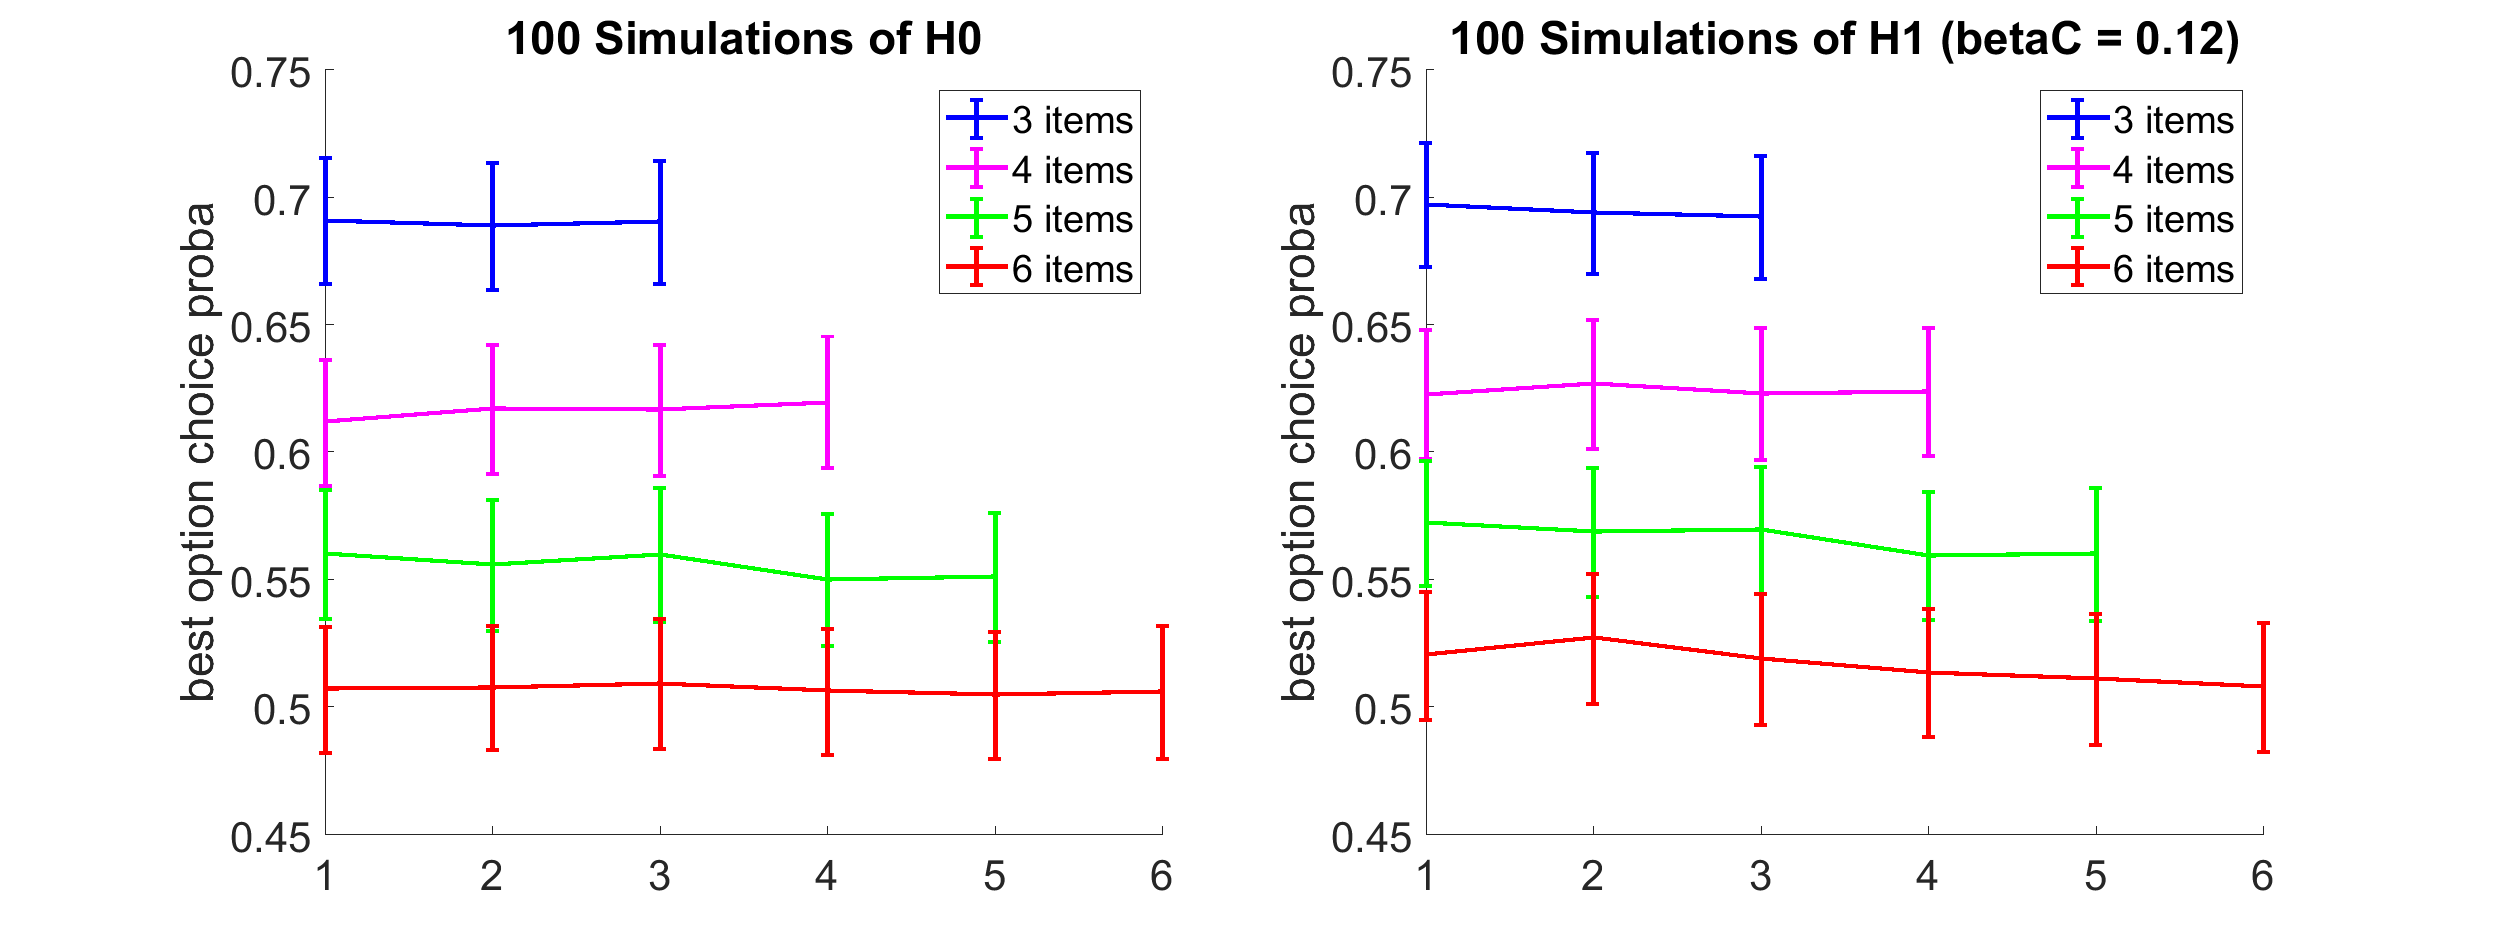 100 Simulations of H0
best option choice proba
0.75
0.7
0.65
0.6
0.55
0.5
0.45
1 2 3 4 5 6
3 items
4 items
5 items
6 items
100 Simulations of H1 (betaC = 0.12)
best option choice proba
0.75
0.7
0.65
0.6
0.55
0.5
0.45
1 2 3 4 5 6
3 items
4 items
5 items
6 items